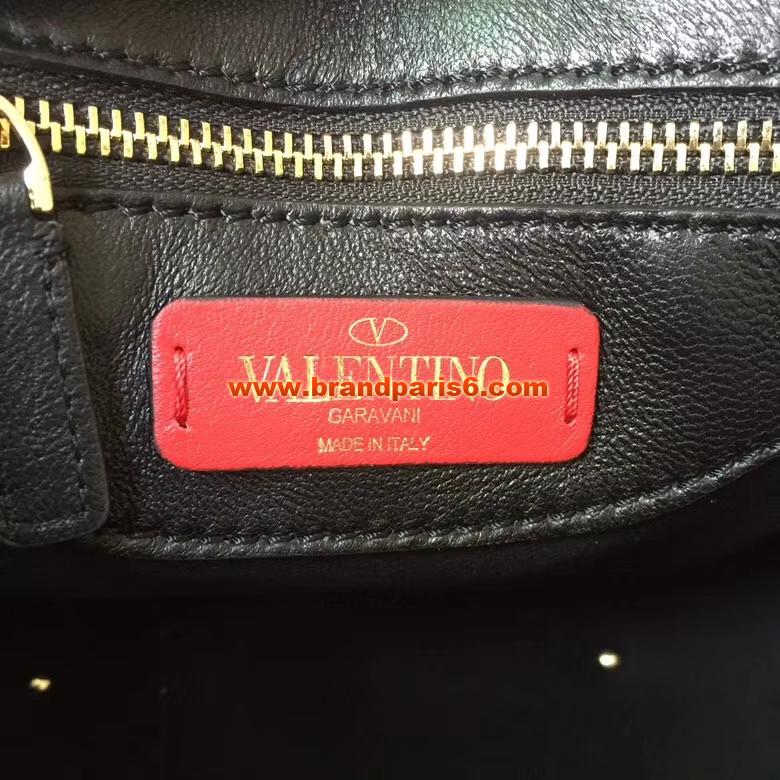 V
VALENTINO
www.brandparis6.com
GARAVANI
MADE IN ITALY